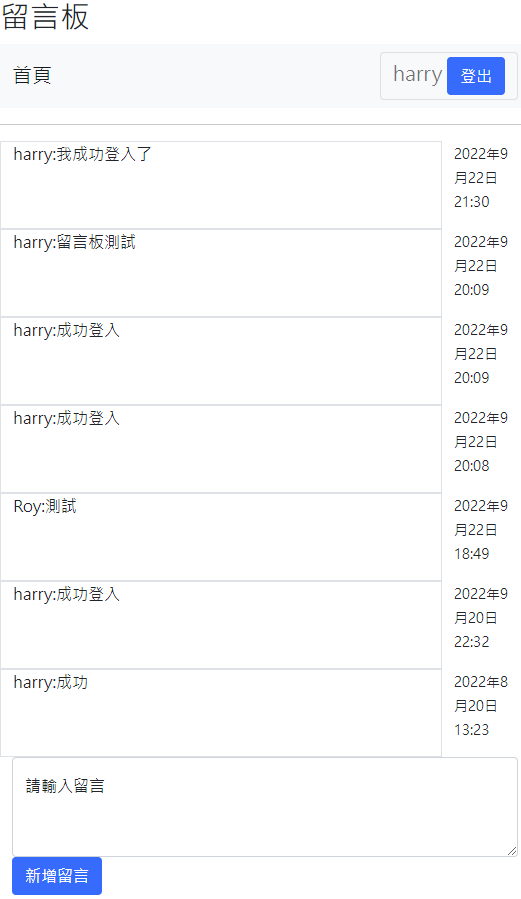 留言板
首頁
harry 登出
harry:我成功登入了
2022年9
月22日
21:30
harry:留言板測試
2022年9
月22日
20:09
harry:成功登入
2022年9
月22日
20:09
harry:成功登入
2022年9
月22日
20:08
Roy:測試
2022年9
月22日
18:49
harry:成功登入
2022年9
月20日
22:32
harry:成功
2022年8
月20日
13:23
請輸入留言
新增留言